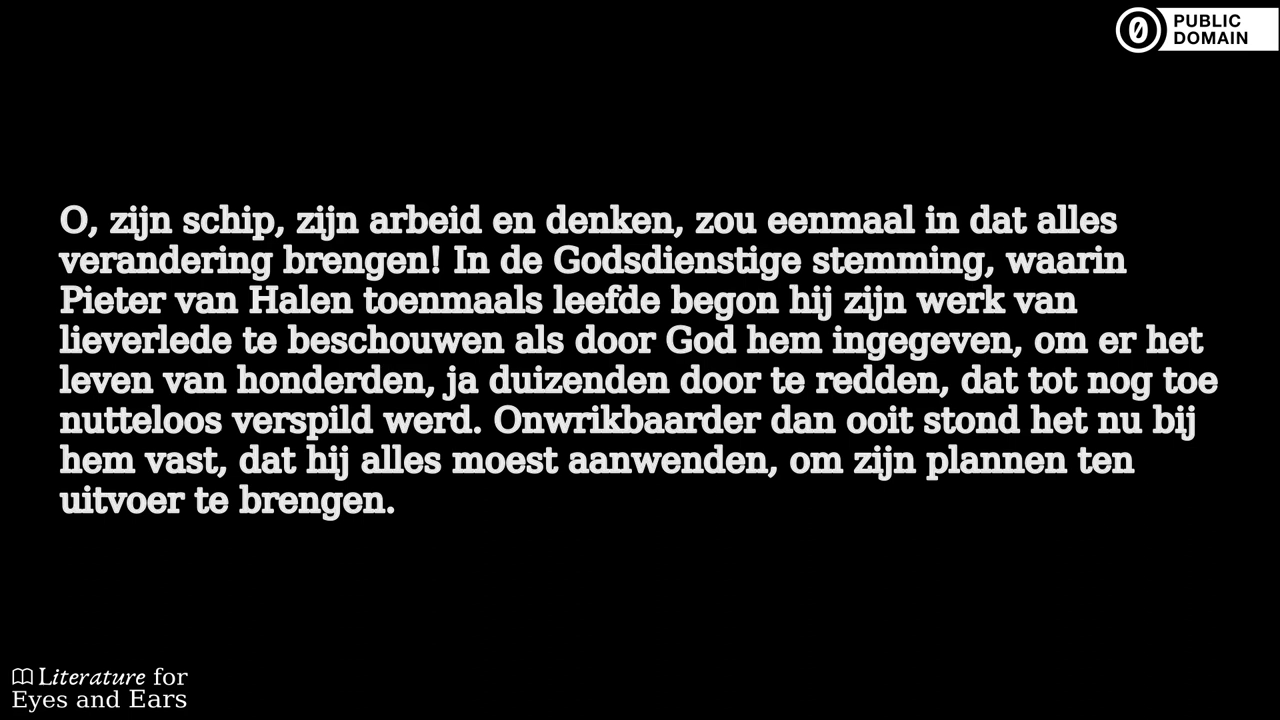 PUBLIC
DOMAIN
O, zijn schip, zijn arbeid en denken, zou eenmaal in dat alles
verandering brengen! In de Godsdienstige stemming, waarin
Pieter van Halen toenmaals leefde begon hij zijn werk van
lieverlede te beschouwen als door God hem ingegeven, om er het
leven van honderden, ja duizenden door te redden, dat tot nog toe
nutteloos verspild werd. Onwrikbaarder dan ooit stond het nu bij
hem vast, dat hij alles moest aanwenden, om zijn plannen ten
uitvoer te brengen.
Literature for
Eyes and Ears